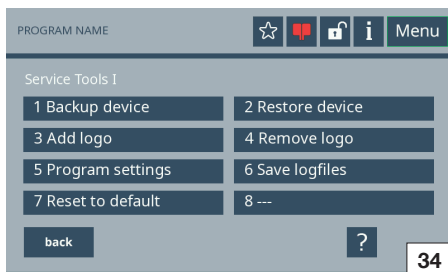 PROGRAM NAME
i
Menu
Service Tools I
1 Backup device
2 Restore device
3 Add logo
4 Remove logo
5 Program settings
6 Save logfiles
7 Reset to default
8 ---
back
?
34